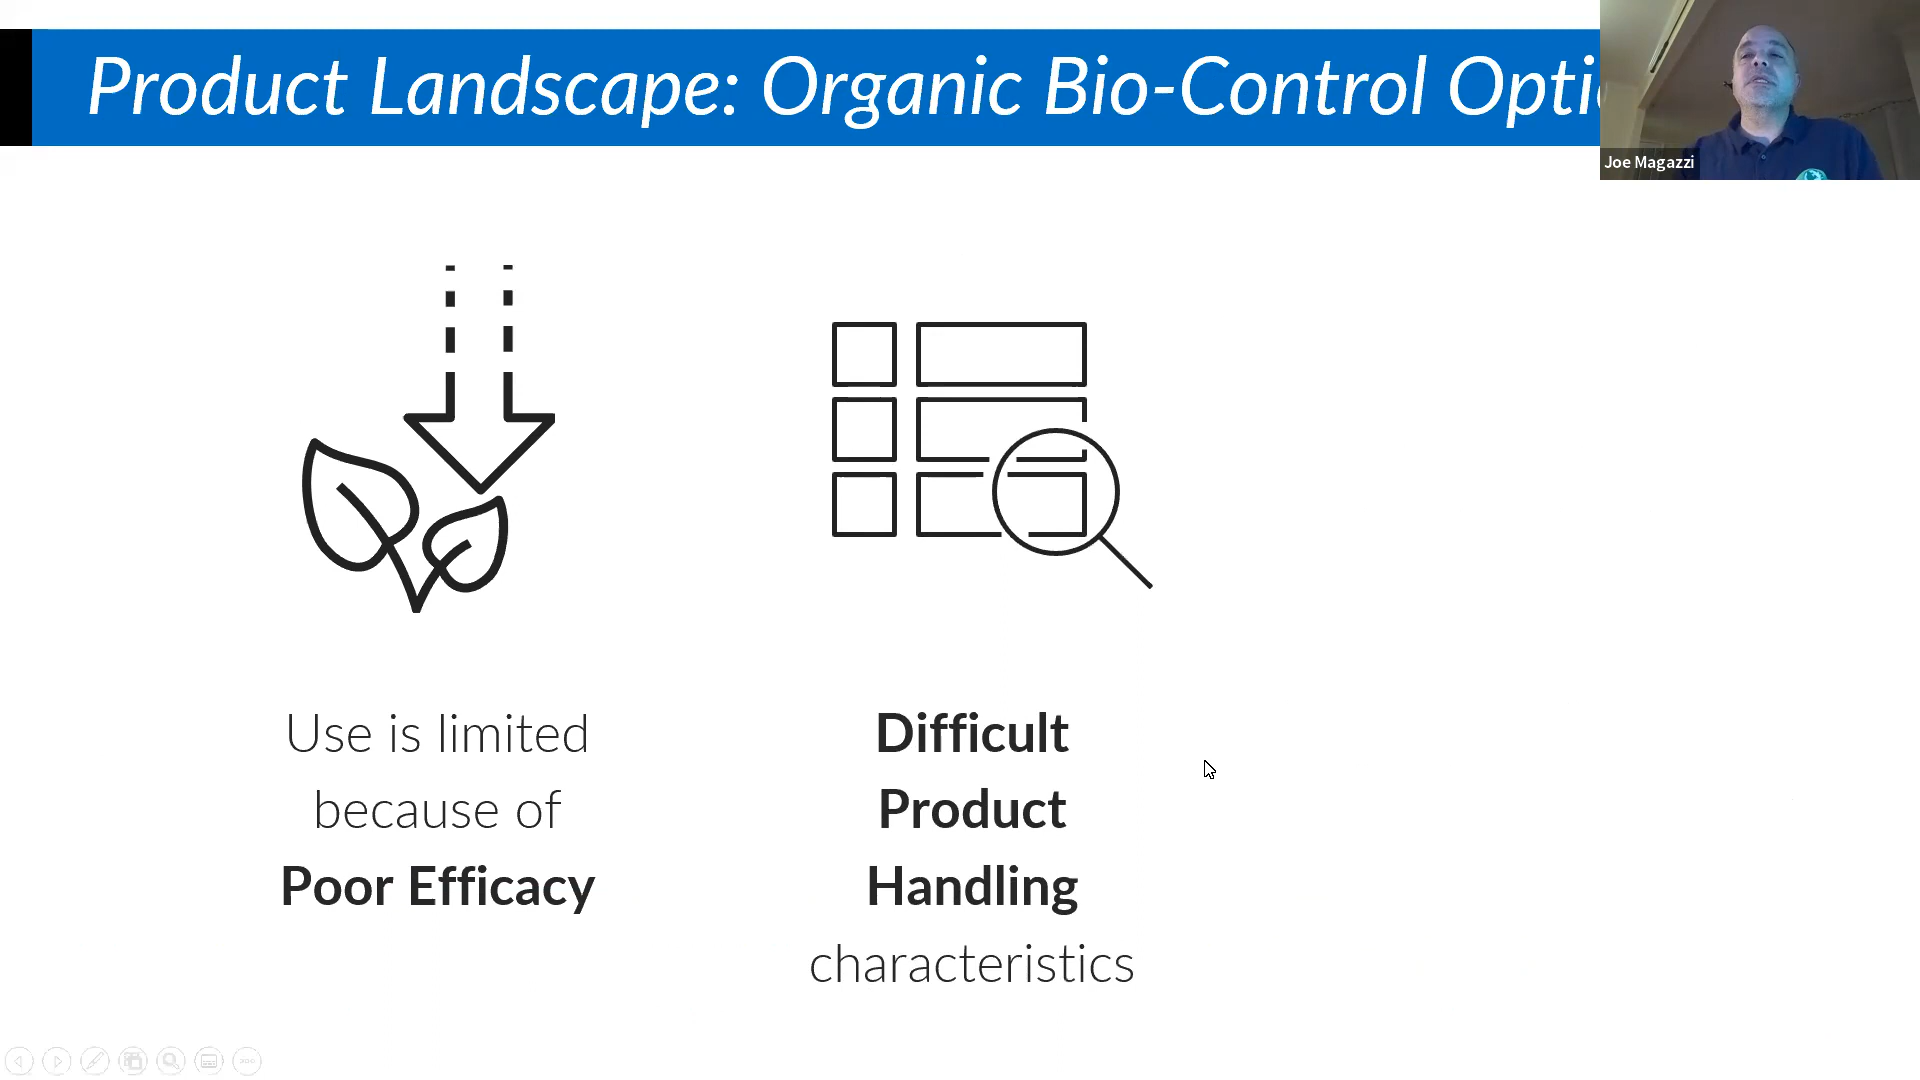 Product Landscape: Organic Bio-Control Opti
Joe Magazzi
Use is limited
because of
Poor Efficacy
Difficult
Product
Handling
characteristics